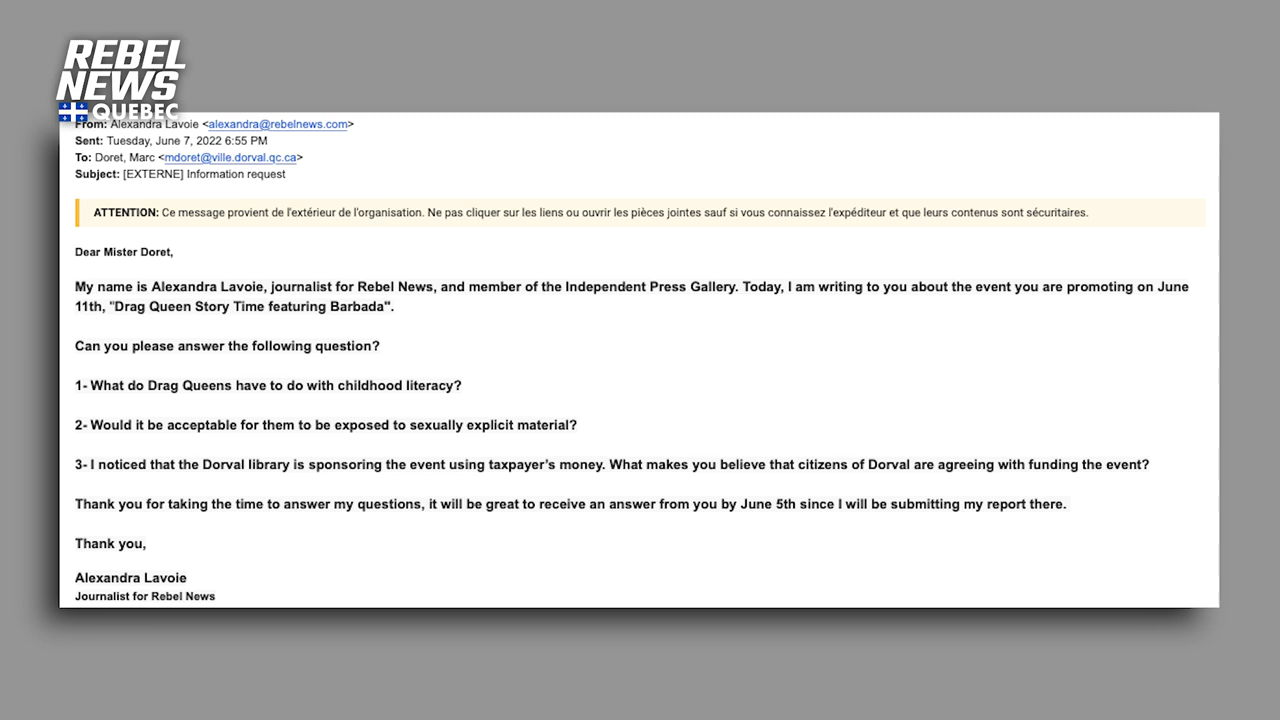 REBEL
NEWS
QUEBEC
From: Alexandra Lavoie <alexandra@rebelnews.com>
Sent: Tuesday, June 7, 2022 6:55 PM
To: Doret, Marc <mdoret@ville.dorval.qc.ca>
Subject: [EXTERNE] Information request
ATTENTION: Ce message provient de l'extérieur de l'organisation. Ne pas cliquer sur les liens ou ouvrir les pièces jointes sauf si vous connaissez l'expéditeur et que leurs contenus sont sécuritaires.
Dear Mister Doret,
My name is Alexandra Lavoie, journalist for Rebel News, and member of the Independent Press Gallery. Today, I am writing to you about the event you are promoting on June
11th, "Drag Queen Story Time featuring Barbada".
Can you please answer the following question?
1- What do Drag Queens have to do with childhood literacy?
2- Would it be acceptable for them to be exposed to sexually explicit material?
3- I noticed that the Dorval library is sponsoring the event using taxpayer's money. What makes you believe that citizens of Dorval are agreeing with funding the event?
Thank you for taking the time to answer my questions, it will be great to receive an answer from you by June 5th since I will be submitting my report there.
Thank you,
Alexandra Lavoie
Journalist for Rebel News